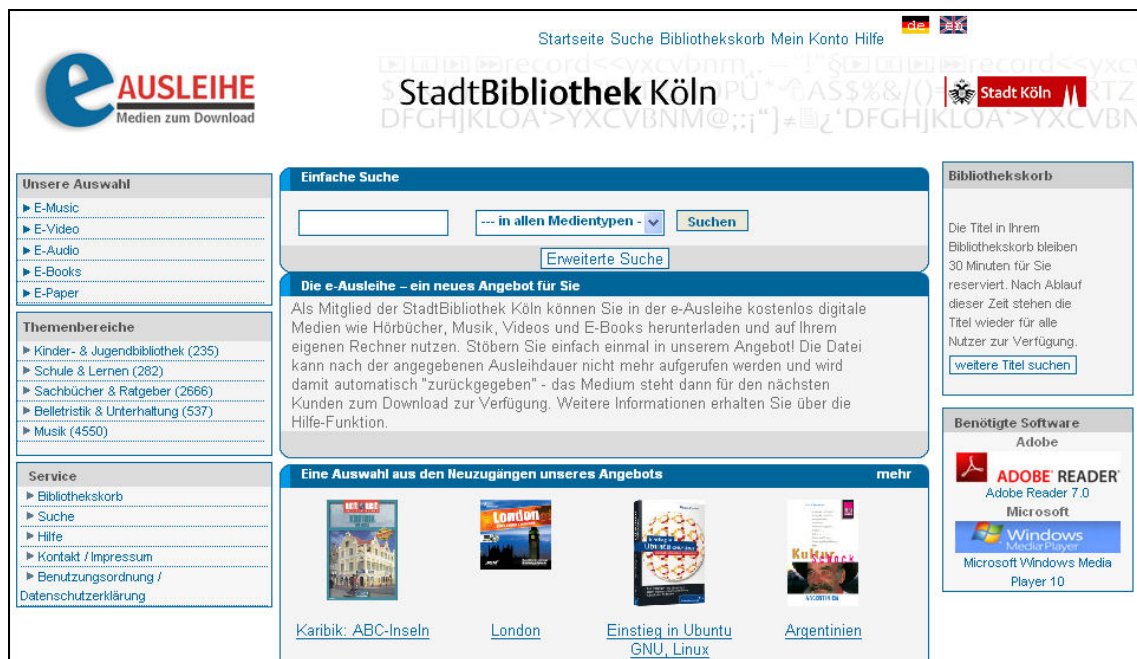 Startseite Suche Bibliothekskorb Mein Konto Hilfe
de en
e AUSLEIHE
Medien zum Download
StadtBibliothek Köln
Stadt Köln
Unsere Auswahl
E-Music
E-Video
E-Audio
E-Books
E-Paper
Themenbereiche
Kinder- & Jugendbibliothek (235)
Schule & Lernen (282)
Sachbücher & Ratgeber (2666)
Belletristik & Unterhaltung (537)
Musik (4550)
Service
Bibliothekskorb
Suche
Hilfe
Kontakt / Impressum
Benutzungsordnung /
Datenschutzerklärung
Einfache Suche
--- in allen Medientypen -
Suchen
Erweiterte Suche
Die e-Ausleihe – ein neues Angebot für Sie
Als Mitglied der StadtBibliothek Köln können Sie in der e-Ausleihe kostenlos digitale
Medien wie Hörbücher, Musik, Videos und E-Books herunterladen und auf Ihrem
eigenen Rechner nutzen. Stöbern Sie einfach einmal in unserem Angebot! Die Datei
kann nach der angegebenen Ausleihdauer nicht mehr aufgerufen werden und wird
damit automatisch "zurückgegeben" - das Medium steht dann für den nächsten
Kunden zum Download zur Verfügung. Weitere Informationen erhalten Sie über die
Hilfe-Funktion.
Eine Auswahl aus den Neuzugängen unseres Angebots mehr
London
Kultur
Karibik: ABC-Inseln
London
Einstieg in Ubuntu
GNU, Linux
Argentinien
Bibliothekskorb
Die Titel in Ihrem
Bibliothekskorb bleiben
30 Minuten für Sie
reserviert. Nach Ablauf
dieser Zeit stehen die
Titel wieder für alle
Nutzer zur Verfügung.
weitere Titel suchen
Benötigte Software
Adobe
ADOBE READER
Adobe Reader 7.0
Microsoft
Windows
MediaPlayer
Microsoft Windows Media
Player 10